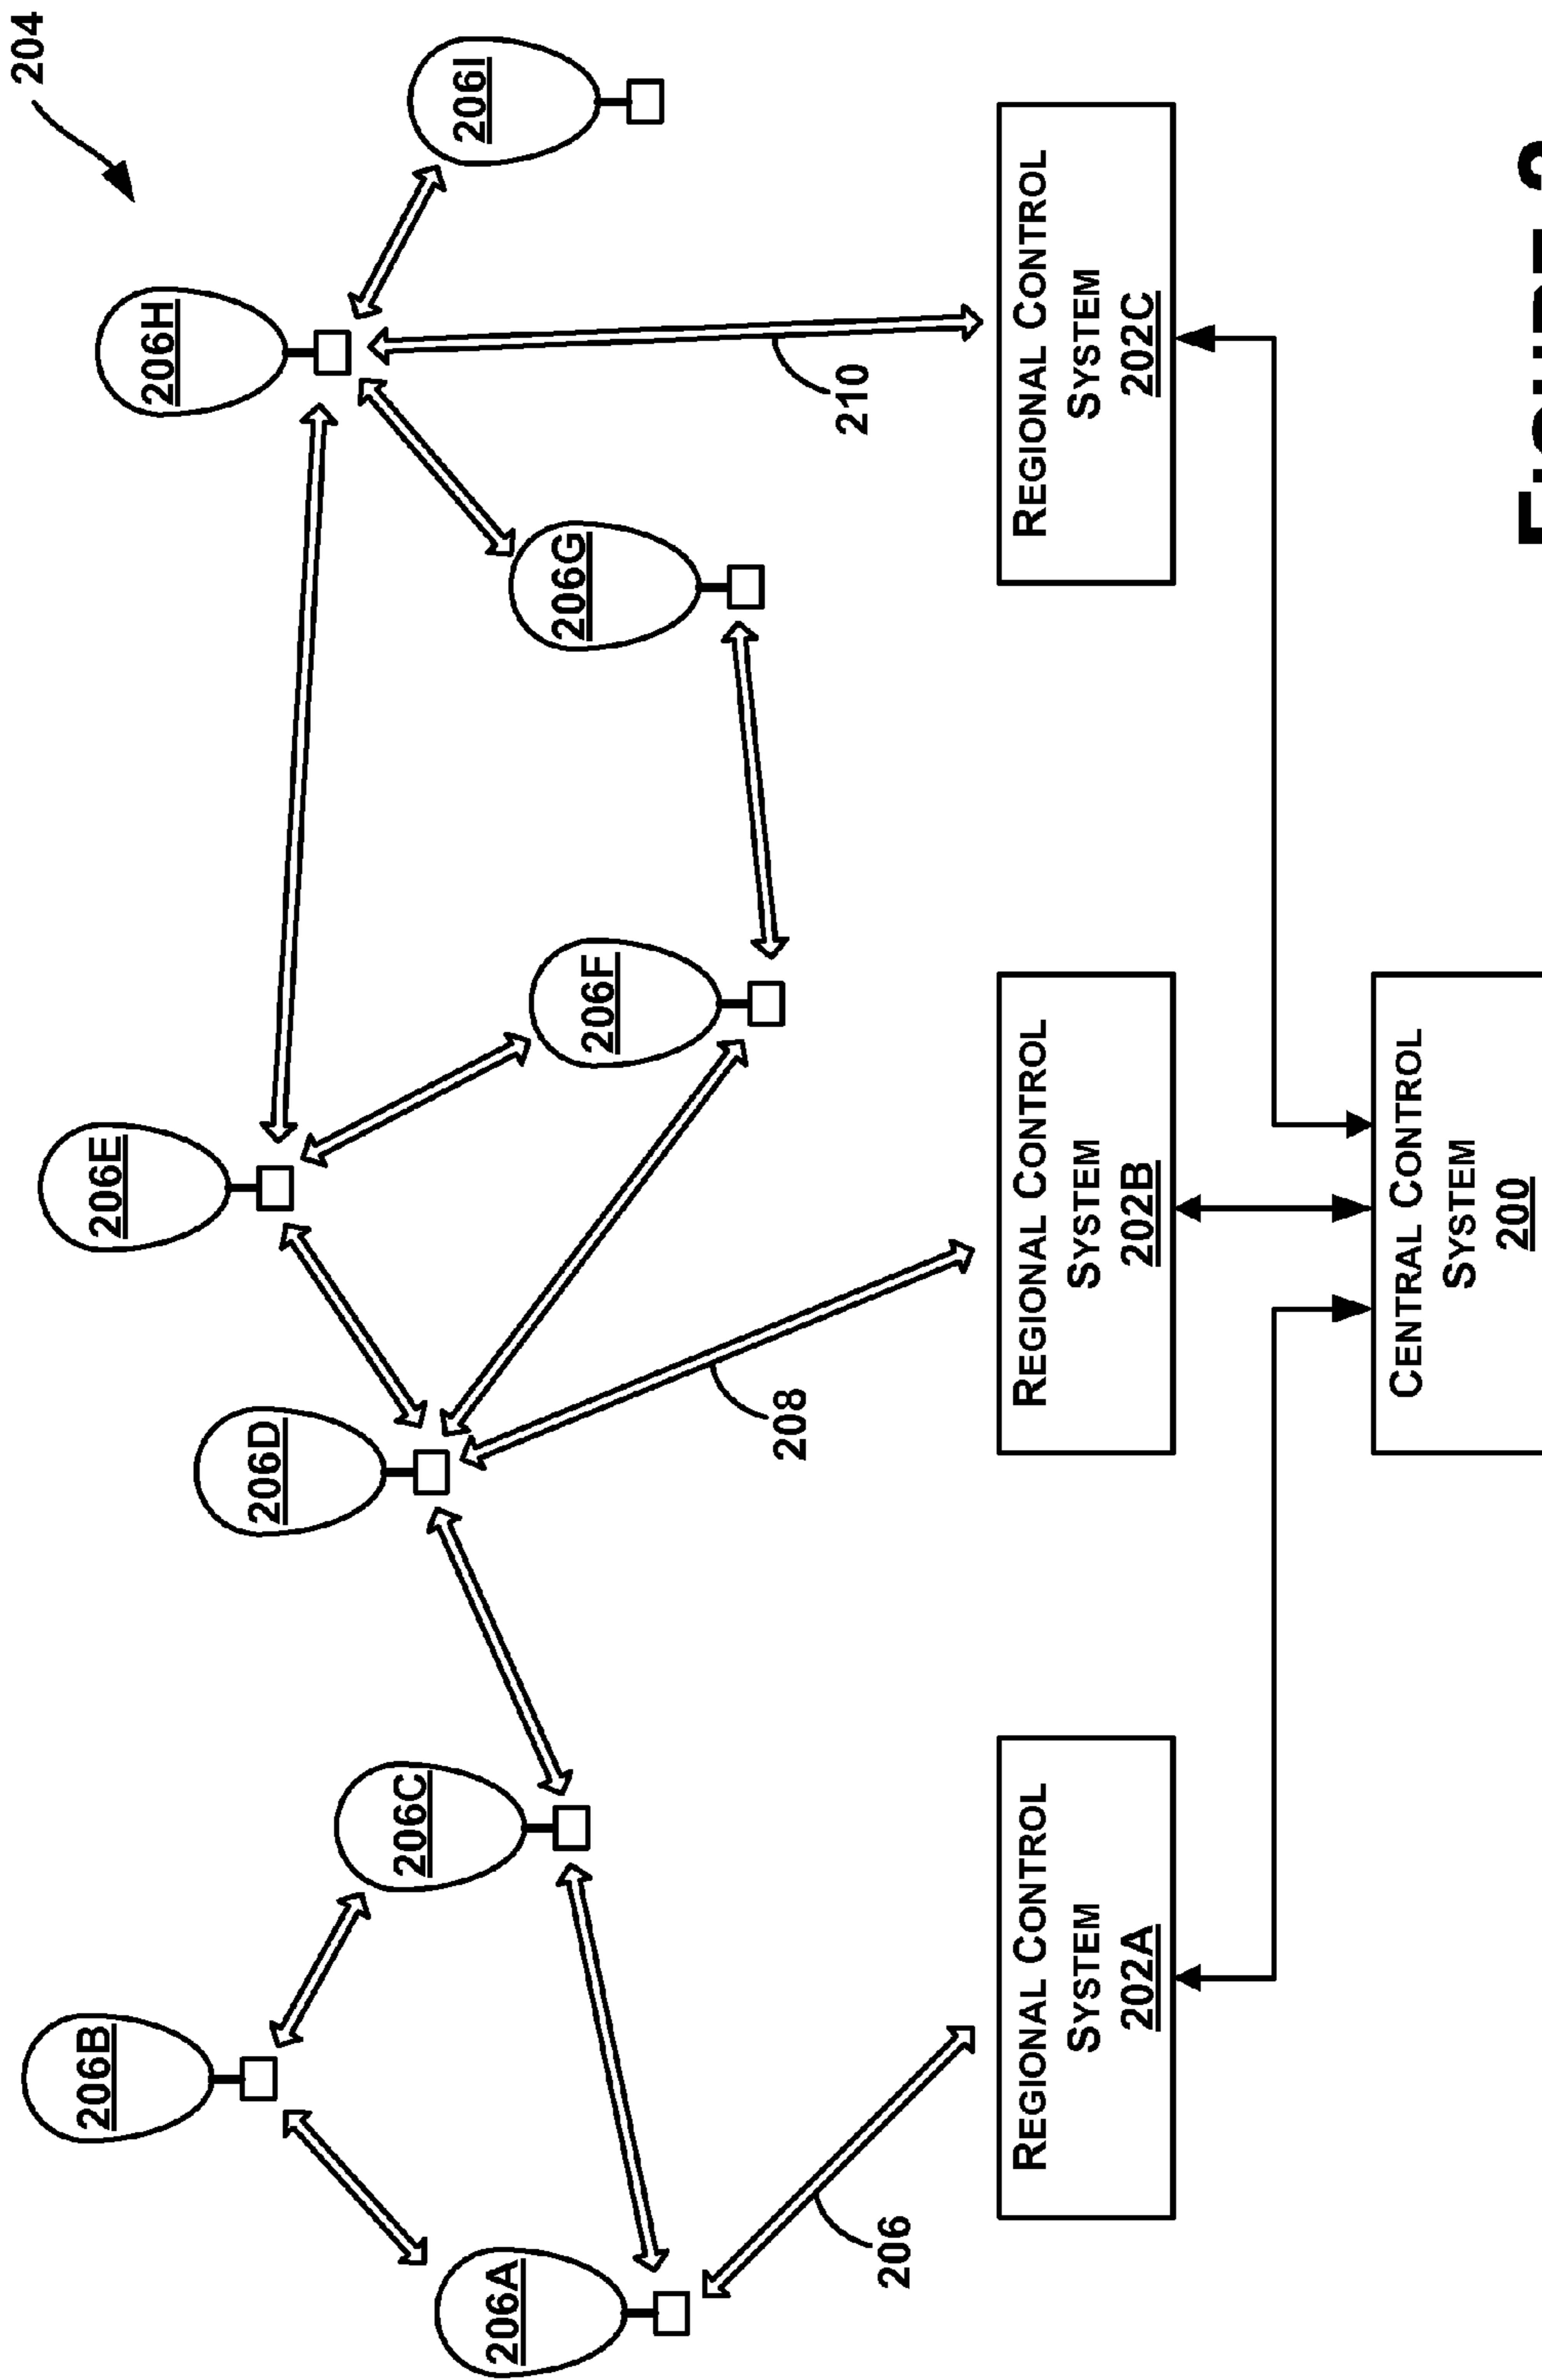 204
206B
206E
206H
206D
206C
206I
206A
206F
206G
206
208
210
REGIONAL CONTROL
SYSTEM
202A
REGIONAL CONTROL
SYSTEM
202B
REGIONAL CONTROL
SYSTEM
202C
CENTRAL CONTROL
SYSTEM
200